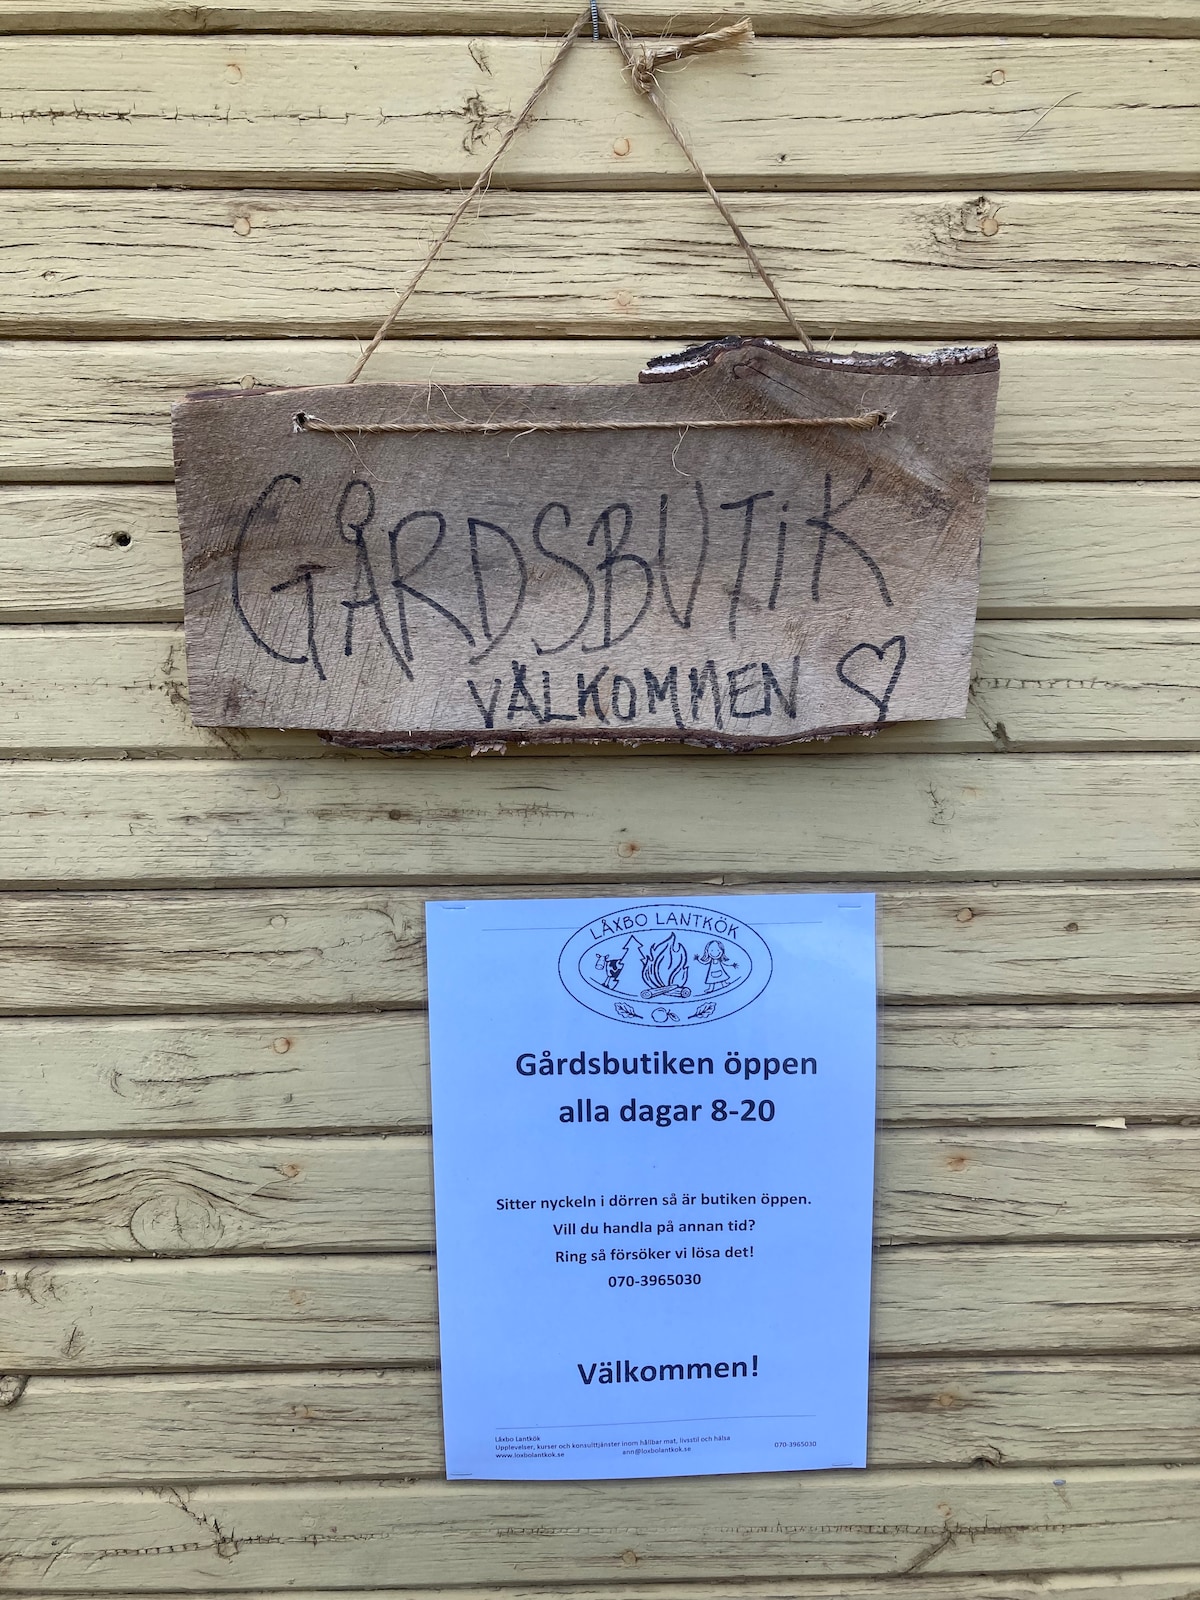 GÅRDSBUTiK
VÄLKOMMEN
LÅXBO LANTKÖK
Gårdsbutiken öppen
alla dagar 8-20
Sitter nyckeln i dörren så är butiken öppen.
Vill du handla på annan tid?
Ring så försöker vi lösa det!
070-3965030
Välkommen!
Låxbo Lantkök
Upplevelser, kurser och konsulttjänster inom hållbar mat, livsstil och hälsa
www.loxbolantkok.se ann@loxbolantkok.se 070-3965030